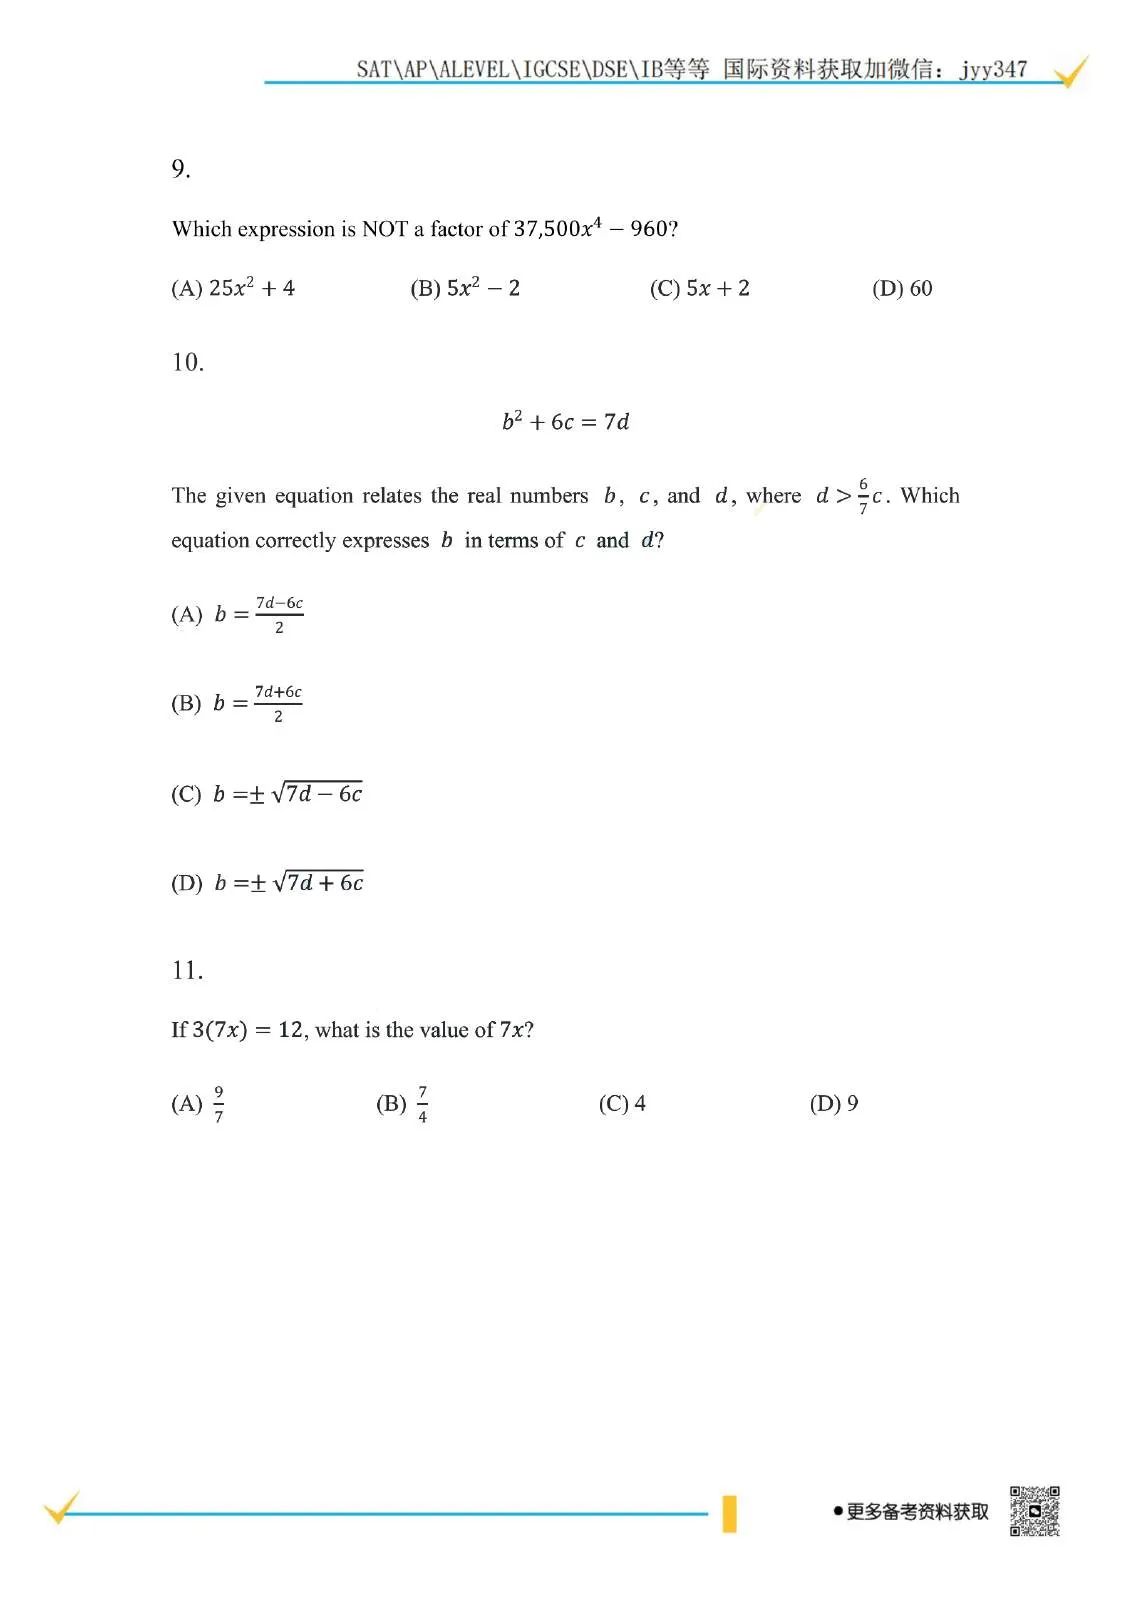 SAT\AP\ALEVEL\IGCSE\DSE\IB等等 国际资料获取加微信：jyy347
9.
Which expression is NOT a factor of 37,500x⁴ − 960?
(A) 25x² + 4 (B) 5x² − 2 (C) 5x + 2 (D) 60
10.
b² + 6c = 7d
The given equation relates the real numbers b, c, and d, where d > 6/7 c. Which
equation correctly expresses b in terms of c and d?
(A) b = (7d−6c)/2
(B) b = (7d+6c)/2
(C) b =± √(7d − 6c)
(D) b =± √(7d + 6c)
11.
If 3(7x) = 12, what is the value of 7x?
(A) 9/7 (B) 7/4 (C) 4 (D) 9
●更多备考资料获取